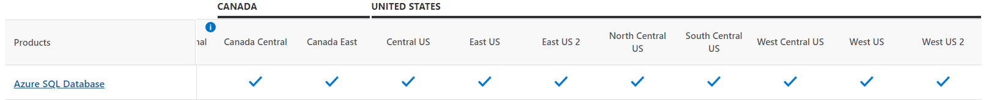 CANADA
UNITED STATES
Products
nal
Canada Central
Canada East
Central US
East US
East US 2
North Central
US
South Central
US
West Central US
West US
West US 2
Azure SQL Database